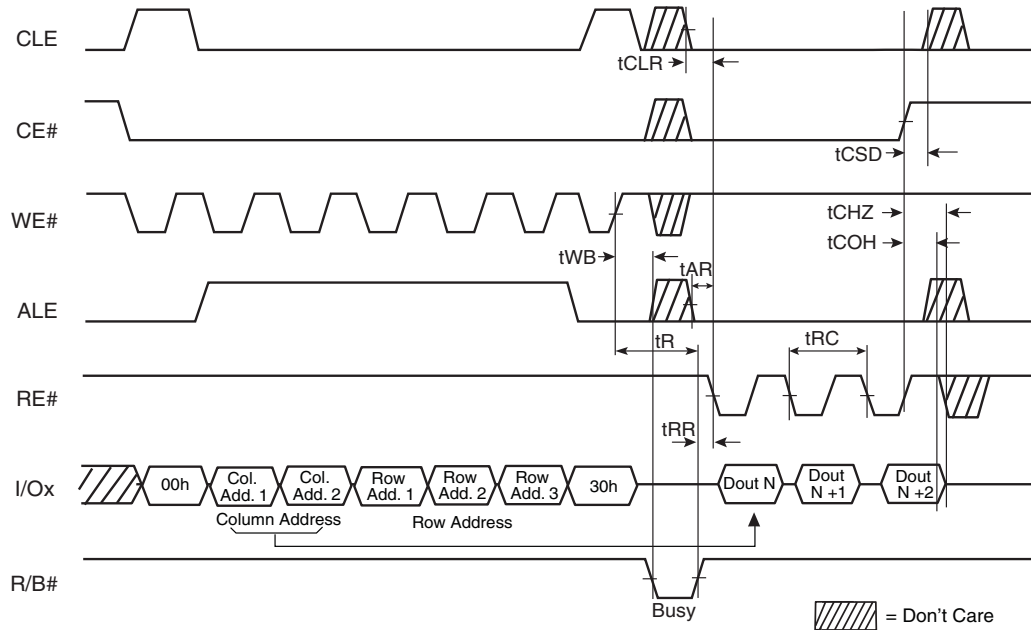 CLE
tCLR
CE#
tCSD
WE#
tCHZ
tCOH
tWB
tAR
ALE
tR
tRC
RE#
tRR
I/Ox
00h
Col.
Add. 1
Col.
Add. 2
Row
Add. 1
Row
Add. 2
Row
Add. 3
30h
Dout N
Dout
N +1
Dout
N +2
Column Address
Row Address
R/B#
Busy
= Don't Care